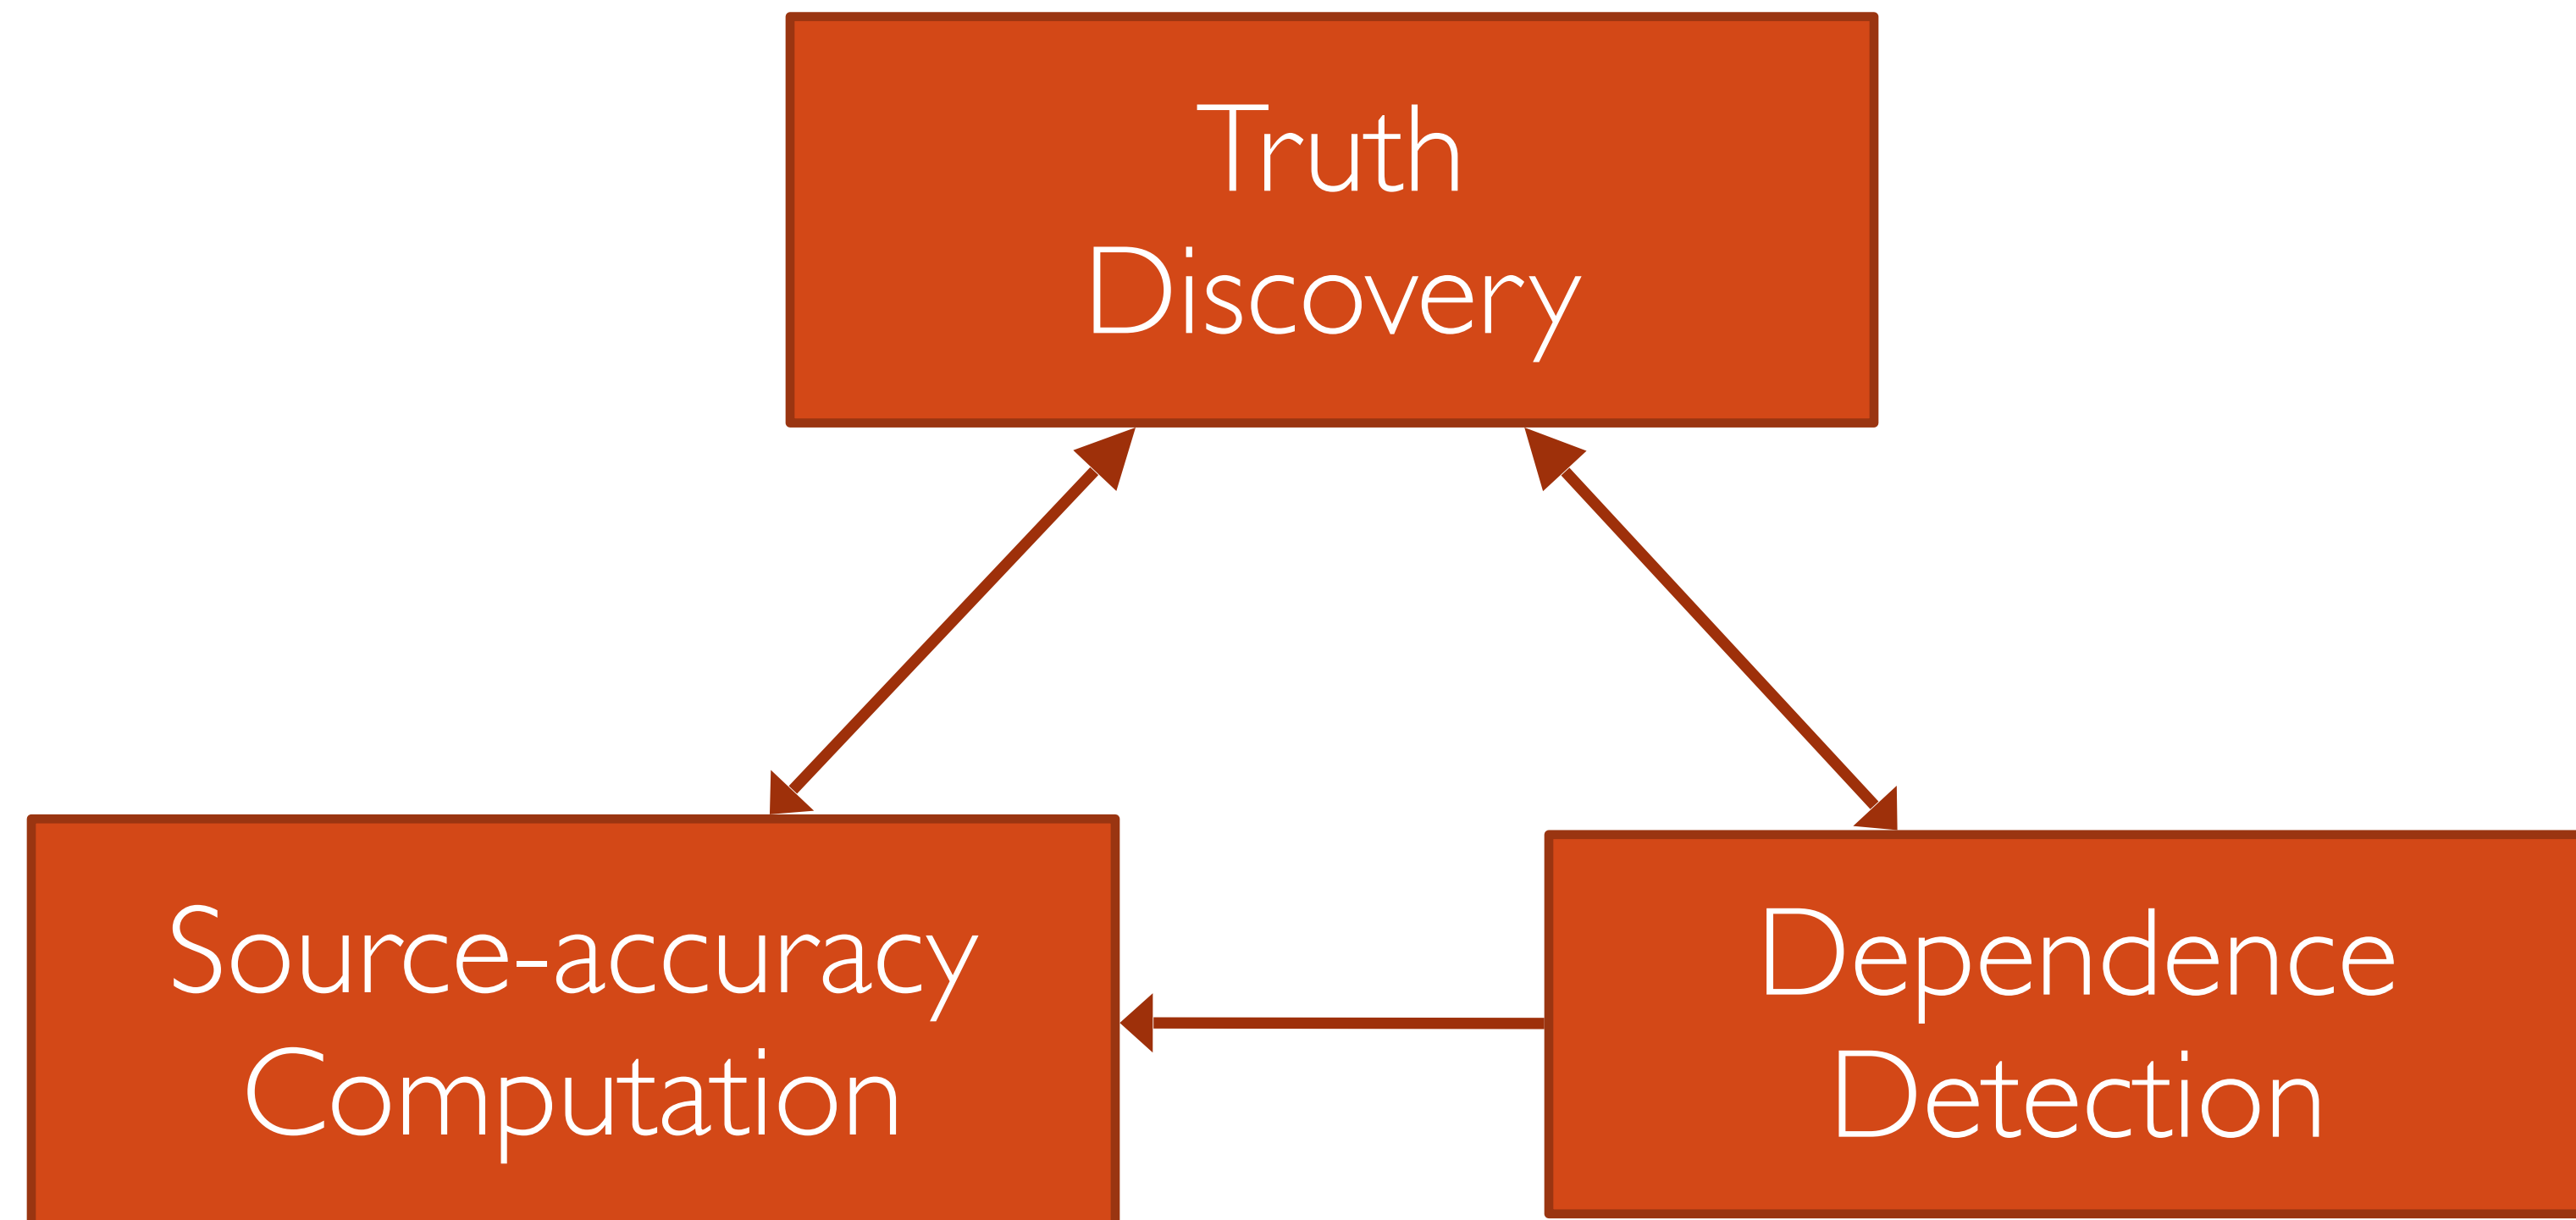 Truth
Discovery
Source-accuracy
Computation
Dependence
Detection